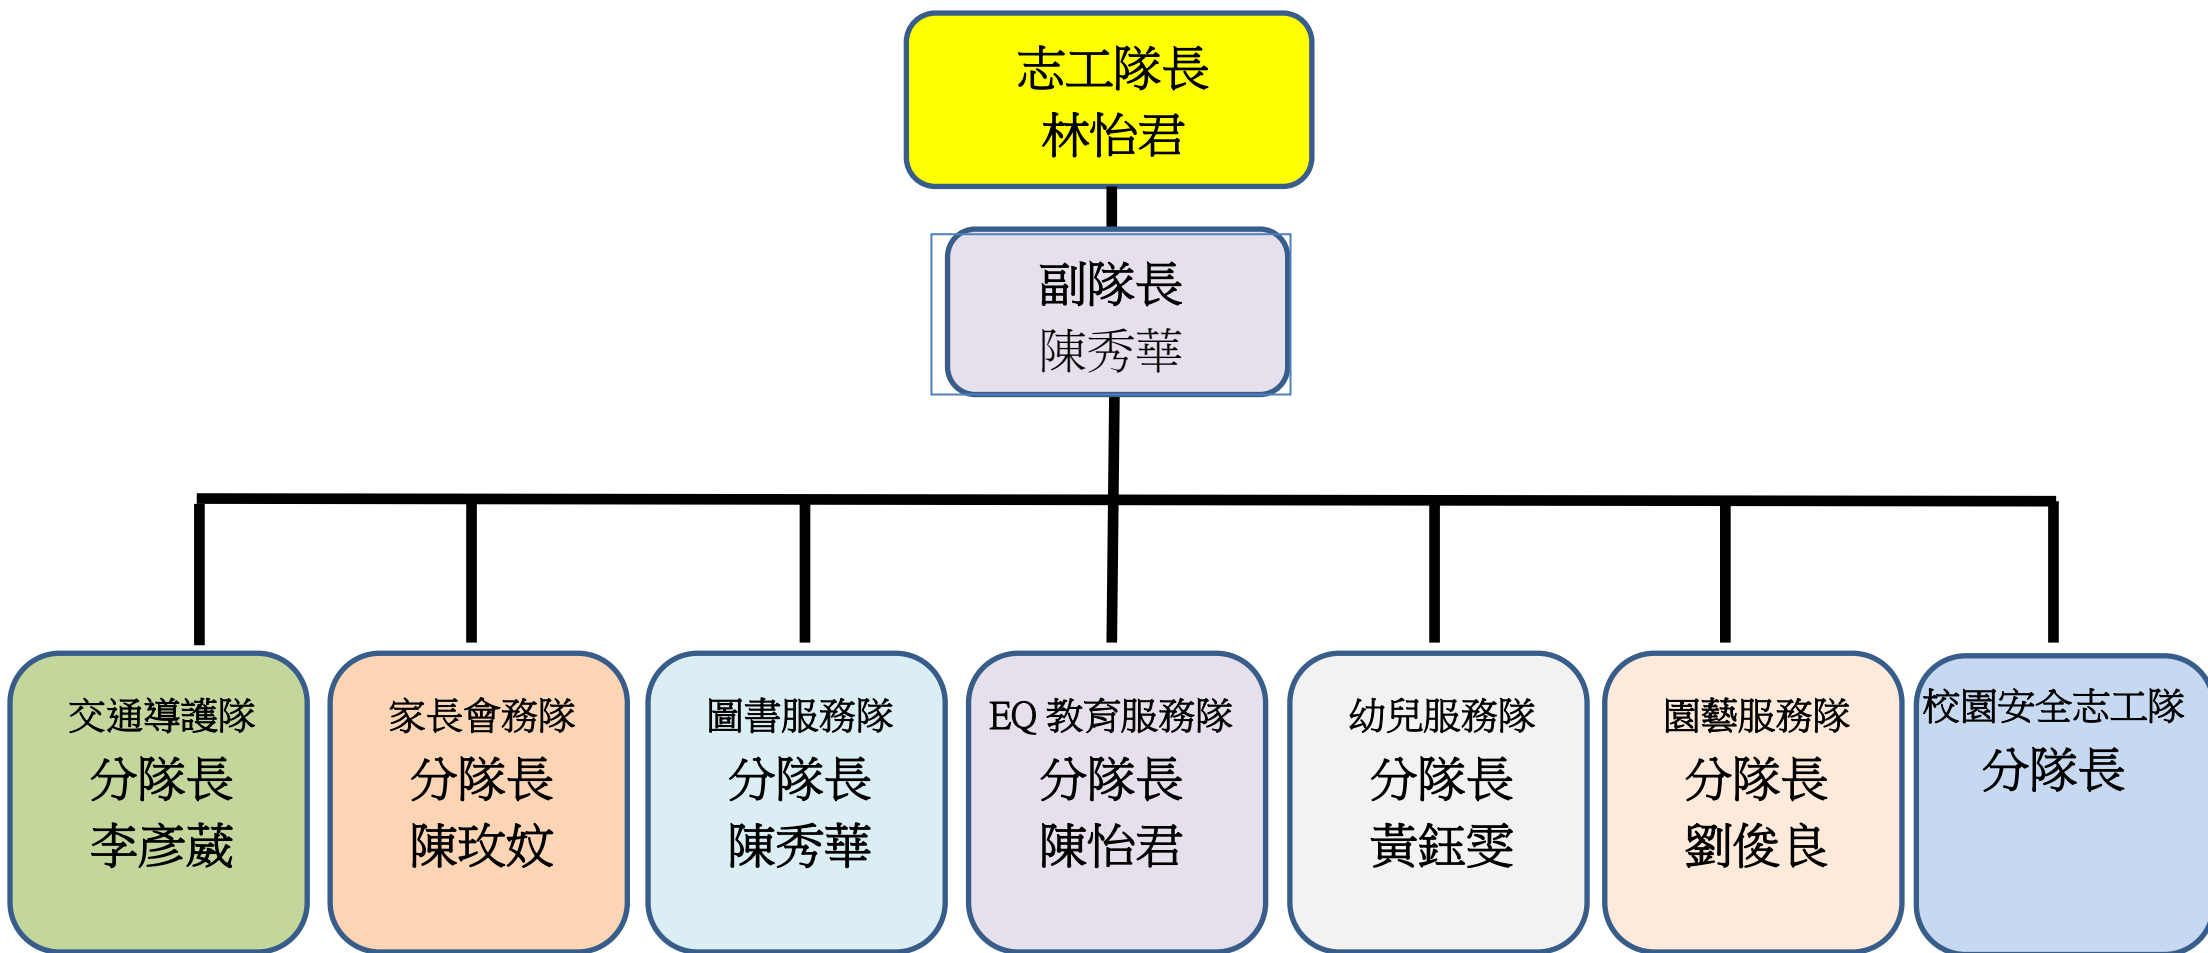 志工隊長
林怡君
副隊長
陳秀華
交通導護隊
分隊長
李彥葳
家長會務隊
分隊長
陳玫妏
圖書服務隊
分隊長
陳秀華
EQ 教育服務隊
分隊長
陳怡君
幼兒服務隊
分隊長
黃鈺雯
園藝服務隊
分隊長
劉俊良
校園安全志工隊
分隊長